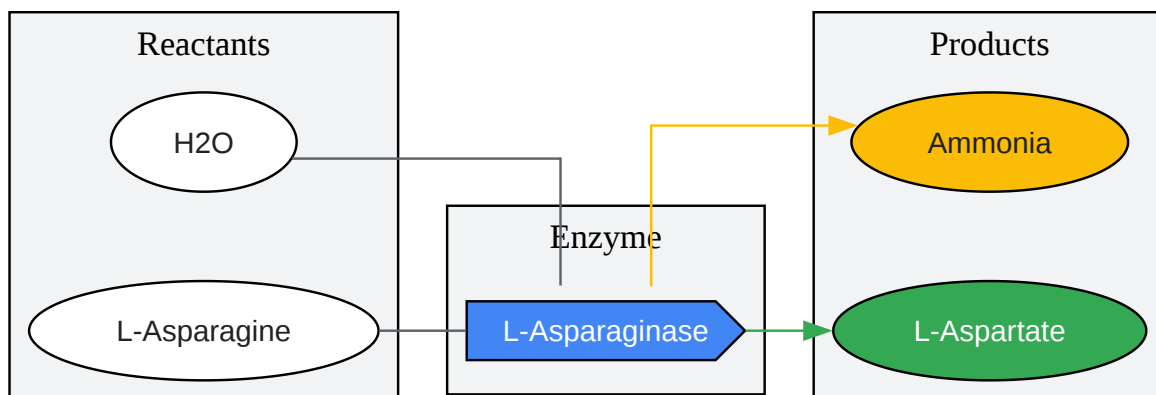 Reactants
Products
H2O
Ammonia
Enzyme
L-Asparagine
L-Asparaginase
L-Aspartate